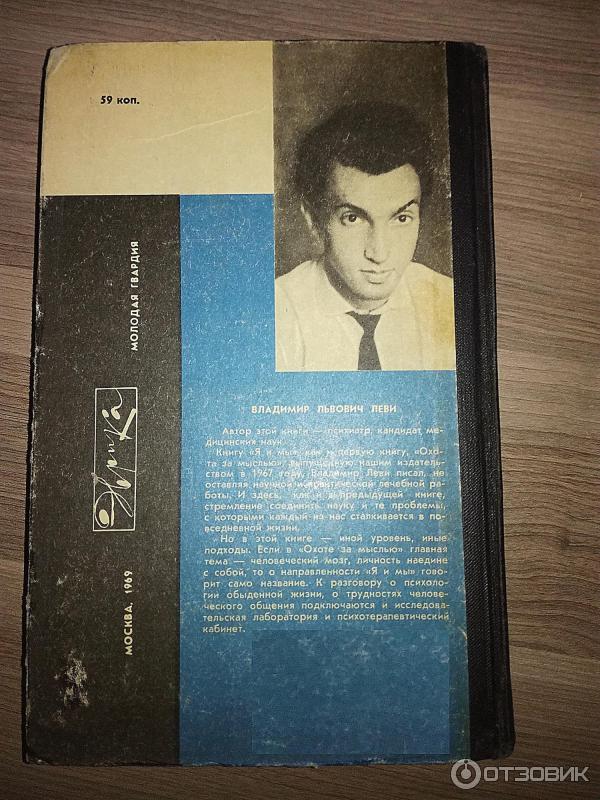 59 коп.
МОЛОДАЯ ГВАРДИЯ
Эврика
МОСКВА, 1969
ВЛАДИМИР ЛЬВОВИЧ ЛЕВИ
Автор этой книги — психиатр, кандидат ме-
дицинских наук.
Книгу «Я и мы», как и первую книгу, «Охо-
та за мыслью», выпущенную нашим издатель-
ством в 1967 году, Владимир Леви писал, не
оставляя научной и практической лечебной ра-
боты. И здесь, как и в предыдущей книге,
стремление соединить науку и те проблемы,
с которыми каждый из нас сталкивается в по-
вседневной жизни.
Но в этой книге — иной уровень, иные
подходы. Если в «Охоте за мыслью» главная
тема — человеческий мозг, личность наедине
с собой, то о направленности «Я и мы» гово-
рит само название. К разговору о психоло-
гии обыденной жизни, о трудностях челове-
ческого общения подключаются и исследова-
тельская лаборатория и психотерапевтический
кабинет.
ОТЗОВИК